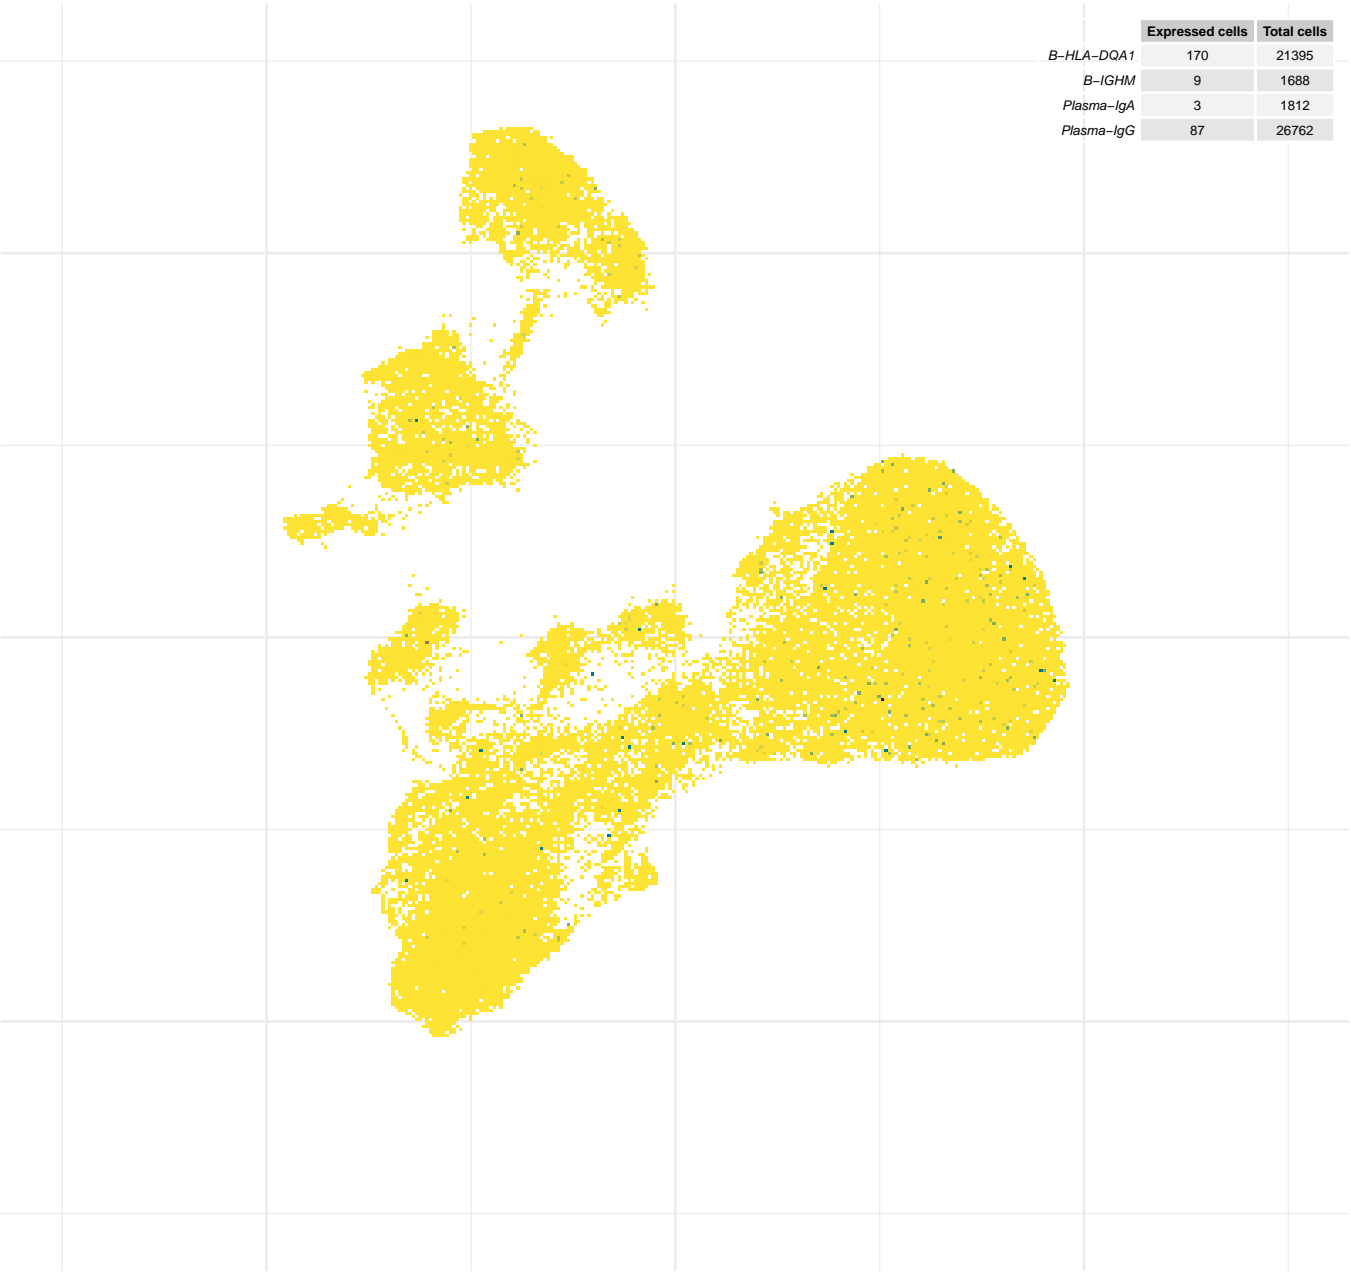 Expressed cells Total cells
B−HLA−DQA1 170 21395
B−IGHM 9 1688
Plasma−IgA 3 1812
Plasma−IgG 87 26762